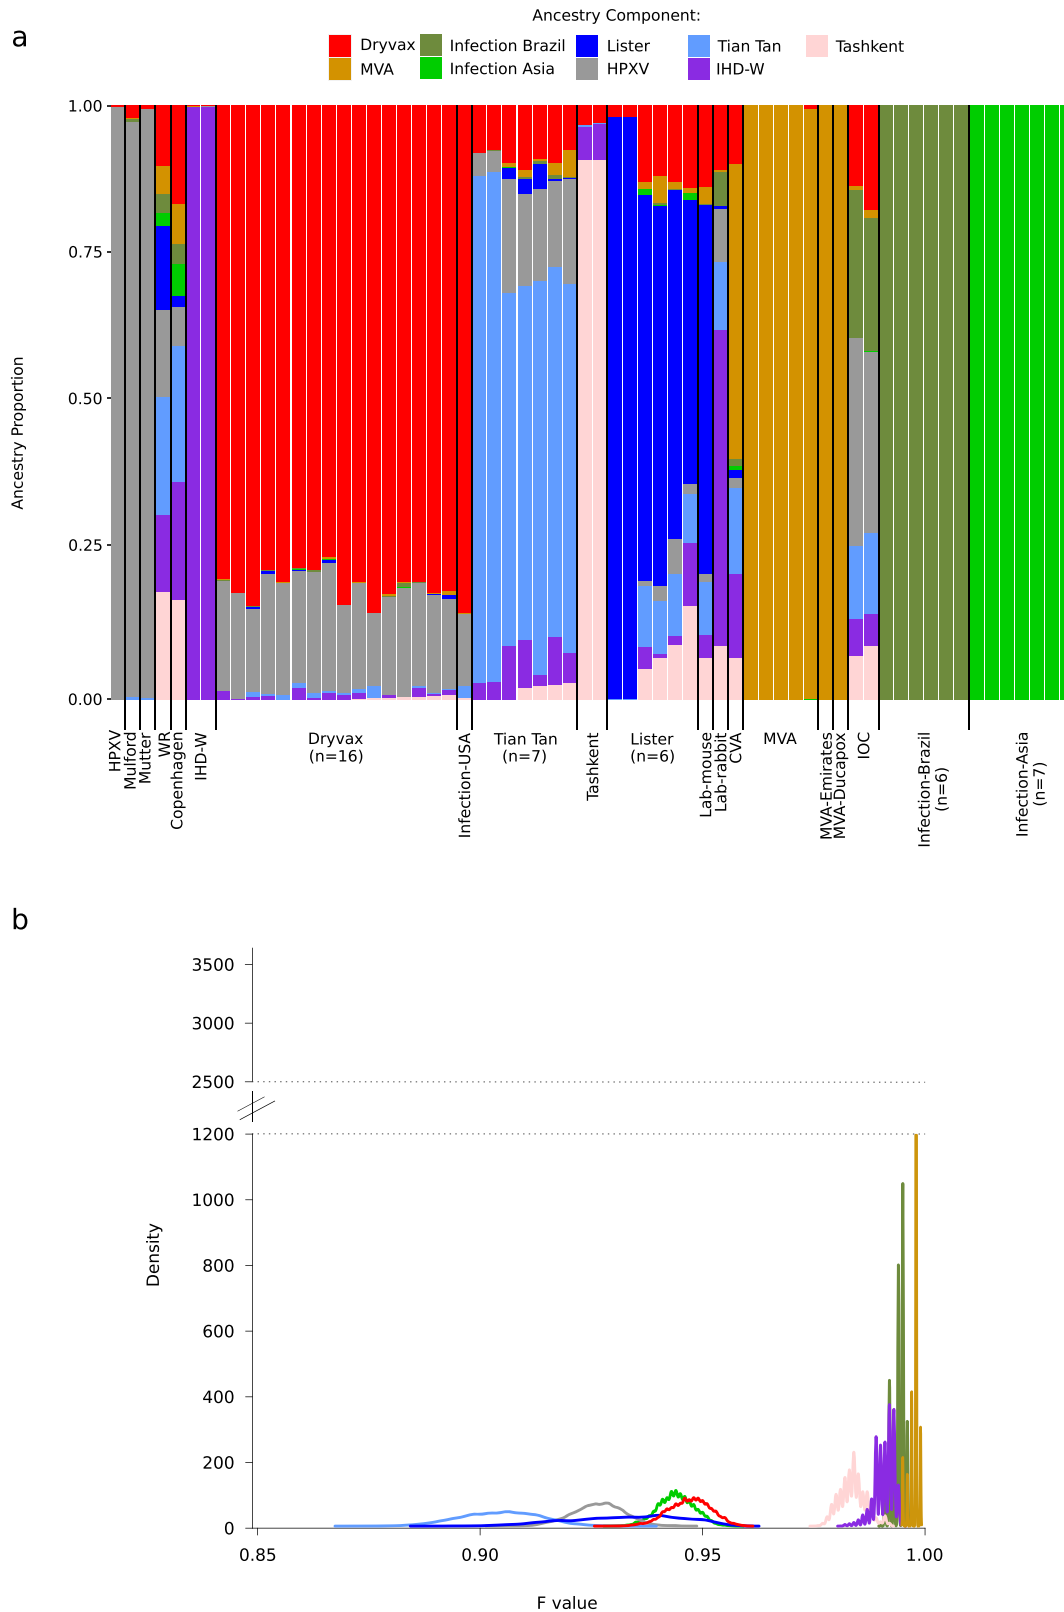 a
Ancestry Component:
Dryvax Infection Brazil Lister Tian Tan Tashkent
MVA Infection Asia HPXV IHD-W
1.00
0.75
0.50
0.25
0.00
Ancestry Proportion
HPXV
Mulford
Mutter
WR
Copenhagen
IHD-W
Dryvax
(n=16)
Infection-USA
Tian Tan
(n=7)
Tashkent
Lister
(n=6)
Lab-mouse
Lab-rabbit
CVA
MVA
MVA-Emirates
MVA-Ducapox
IOC
Infection-Brazil
(n=6)
Infection-Asia
(n=7)
b
3500
3000
2500
1200
1000
800
600
400
200
0
Density
0.85 0.90 0.95 1.00
F value